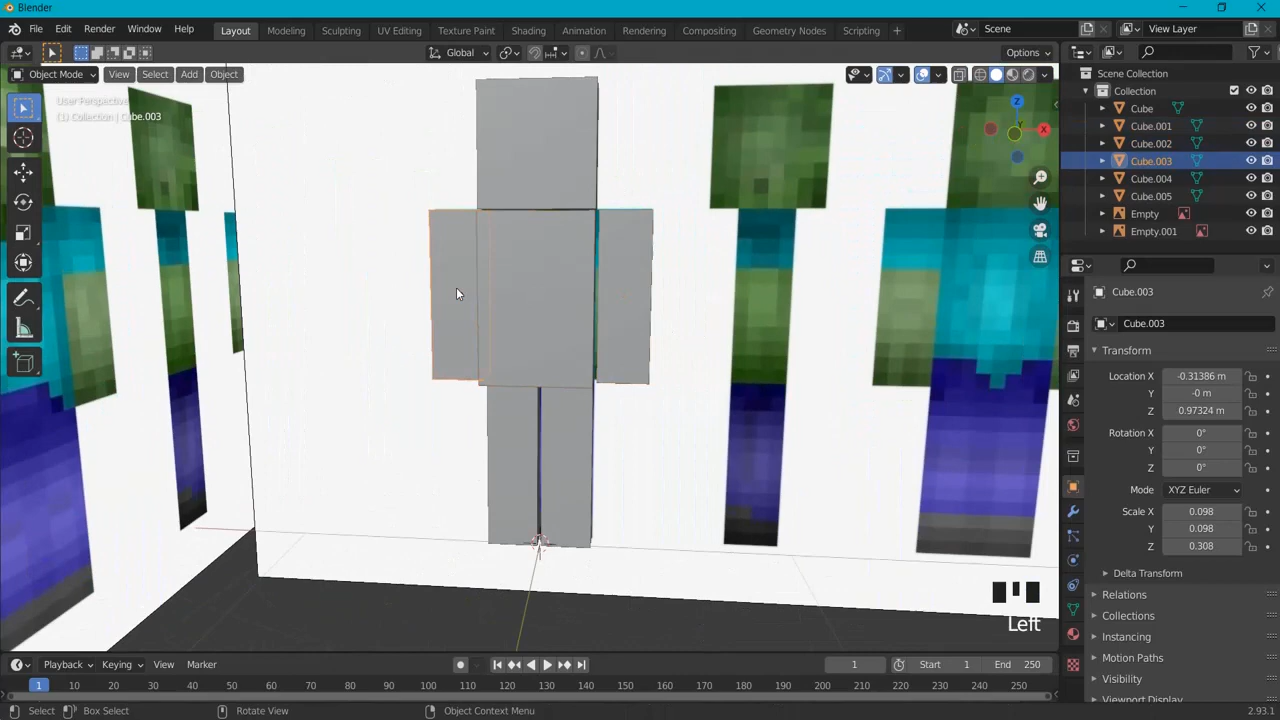 Blender
File Edit Render Window Help Layout Modeling Sculpting UV Editing Texture Paint Shading Animation Rendering Compositing Geometry Nodes Scripting + Scene View Layer
Global Options
Object Mode View Select Add Object
User Perspective
(1) Collection | Cube.003
Z
X
Scene Collection
Collection
Cube
Cube.001
Cube.002
Cube.003
Cube.004
Cube.005
Empty
Empty.001
Cube.003
Cube.003
Transform
Location X -0.31386 m
Y -0 m
Z 0.97324 m
Rotation X 0°
Y 0°
Z 0°
Mode XYZ Euler
Scale X 0.098
Y 0.098
Z 0.308
Delta Transform
Relations
Collections
Instancing
Motion Paths
Visibility
Viewport Display
Left
Playback Keying View Marker 1 Start 1 End 250
1 10 20 30 40 50 60 70 80 90 100 110 120 130 140 150 160 170 180 190 200 210 220 230 240 250
Select Box Select Rotate View Object Context Menu 2.93.1